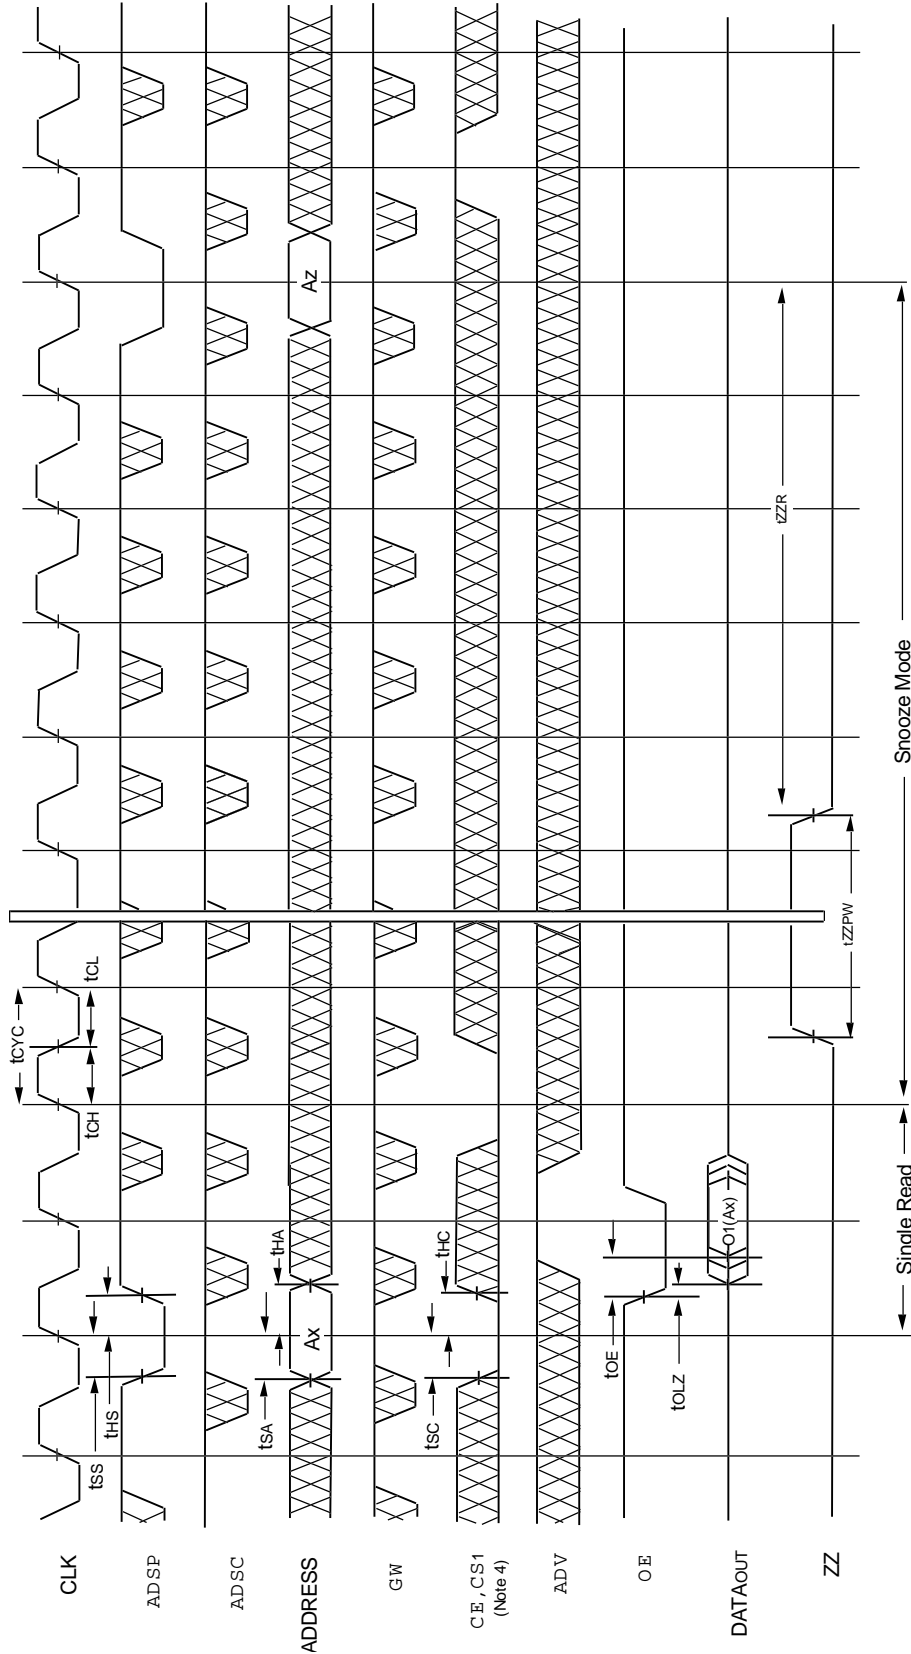 CLK
tSS
tHS
tCYC
tCH
tCL
ADSP
ADSC
ADDRESS
tSA
tHA
Ax
Az
GW
CE, CS1
(Note 4)
tSC
tHC
ADV
OE
tOE
tOLZ
DATAOUT
O1(Ax)
ZZ
tZZPW
tZZR
Single Read
Snooze Mode